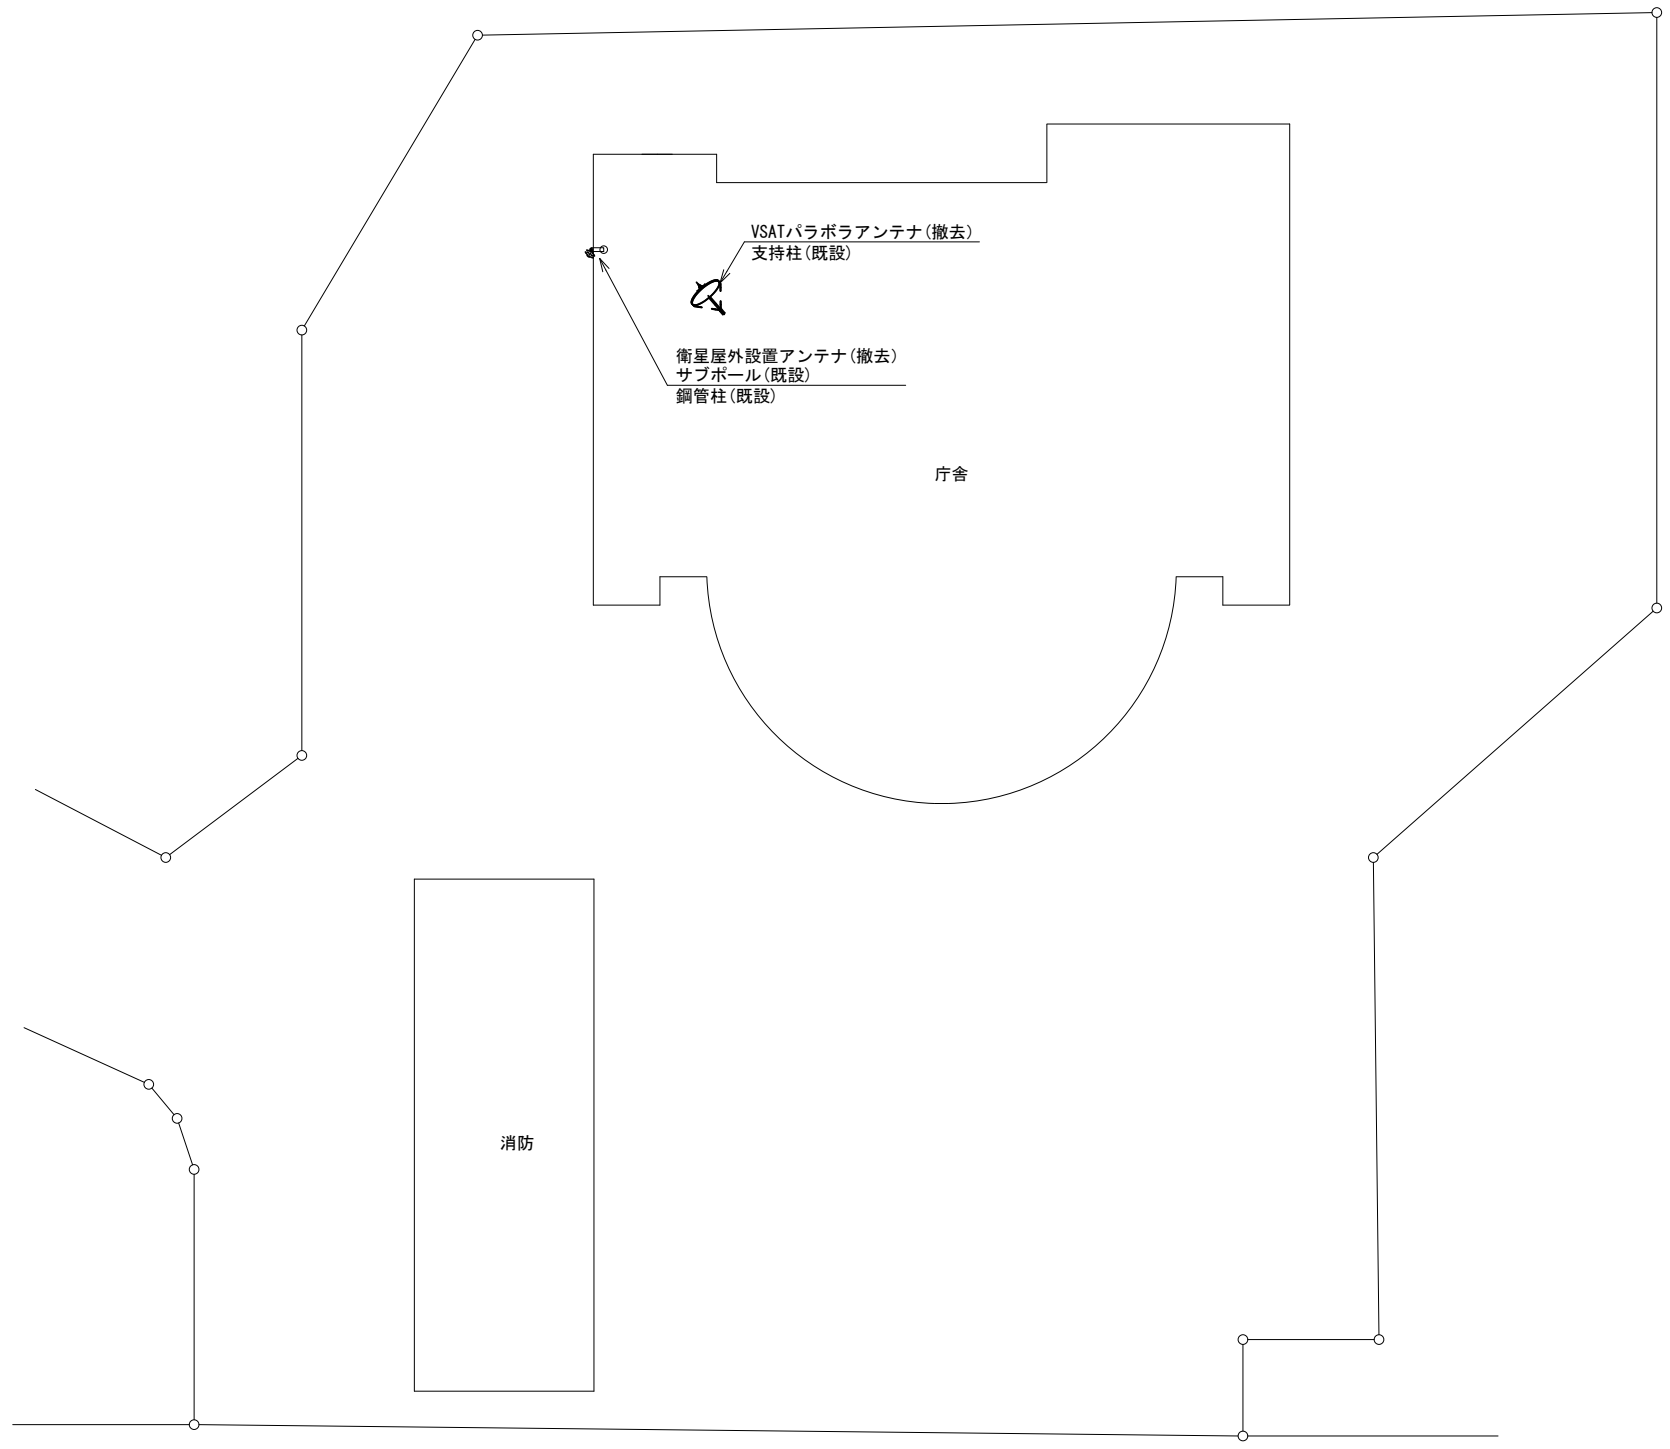 VSATパラボラアンテナ(撤去)
支持柱(既設)
衛星屋外設置アンテナ(撤去)
サブポール(既設)
鋼管柱(既設)
庁舎
消防